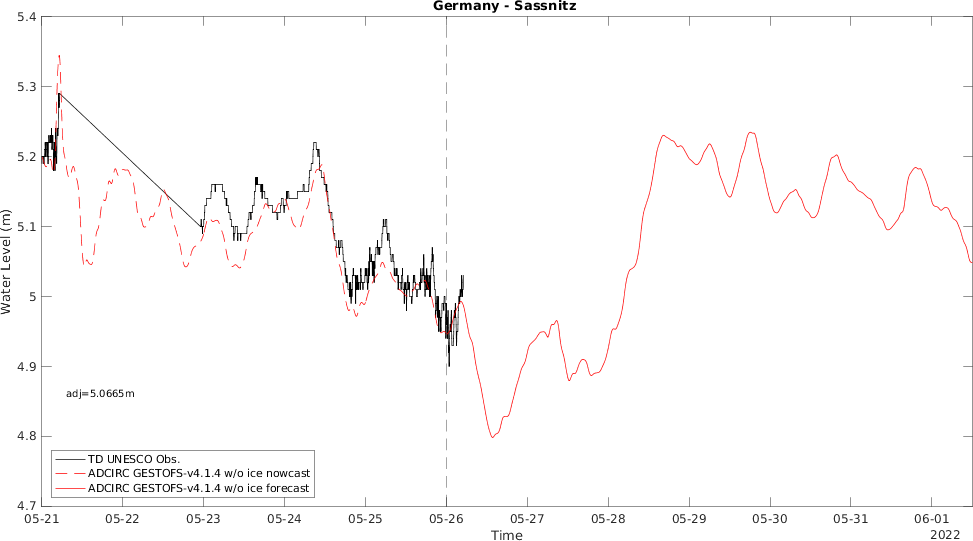 Germany - Sassnitz
5.4
5.3
5.2
5.1
5
4.9
4.8
4.7
Water Level (m)
adj=5.0665m
TD UNESCO Obs.
ADCIRC GESTOFS-v4.1.4 w/o ice nowcast
ADCIRC GESTOFS-v4.1.4 w/o ice forecast
05-21 05-22 05-23 05-24 05-25 05-26 05-27 05-28 05-29 05-30 05-31 06-01
Time
2022